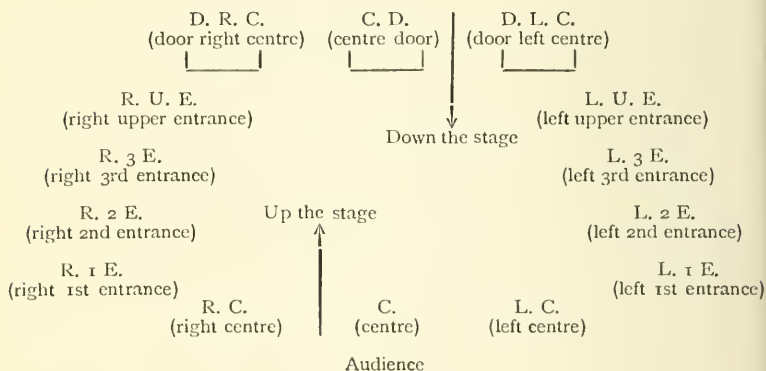 D. R. C. C. D. D. L. C.
(door right centre) (centre door) (door left centre)
R. U. E. L. U. E.
(right upper entrance) (left upper entrance)
Down the stage
R. 3 E. L. 3 E.
(right 3rd entrance) (left 3rd entrance)
R. 2 E. Up the stage L. 2 E.
(right 2nd entrance) (left 2nd entrance)
R. 1 E. L. 1 E.
(right 1st entrance) (left 1st entrance)
R. C. C. L. C.
(right centre) (centre) (left centre)
Audience